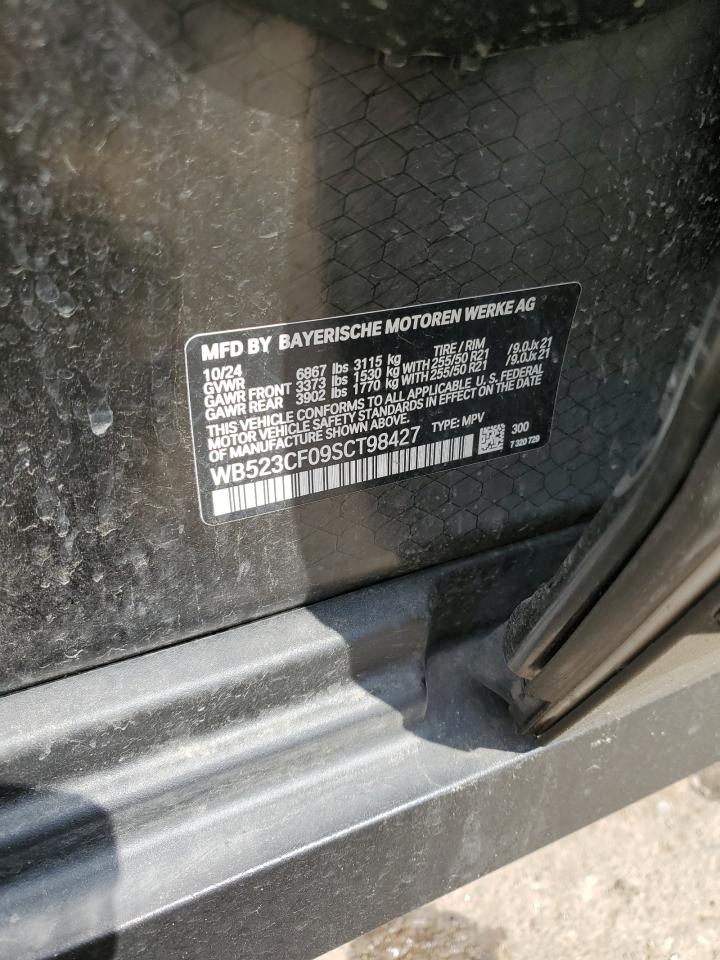 MFD BY BAYERISCHE MOTOREN WERKE AG
10/24 TIRE / RIM
GVWR 6867 lbs 3115 kg
GAWR FRONT 3373 lbs 1530 kg WITH 255/50 R21 /9.0Jx21
GAWR REAR 3902 lbs 1770 kg WITH 255/50 R21 /9.0Jx21
THIS VEHICLE CONFORMS TO ALL APPLICABLE U.S. FEDERAL
MOTOR VEHICLE SAFETY STANDARDS IN EFFECT ON THE DATE
OF MANUFACTURE SHOWN ABOVE.
WB523CF09SCT98427 TYPE: MPV
300
7 320 729